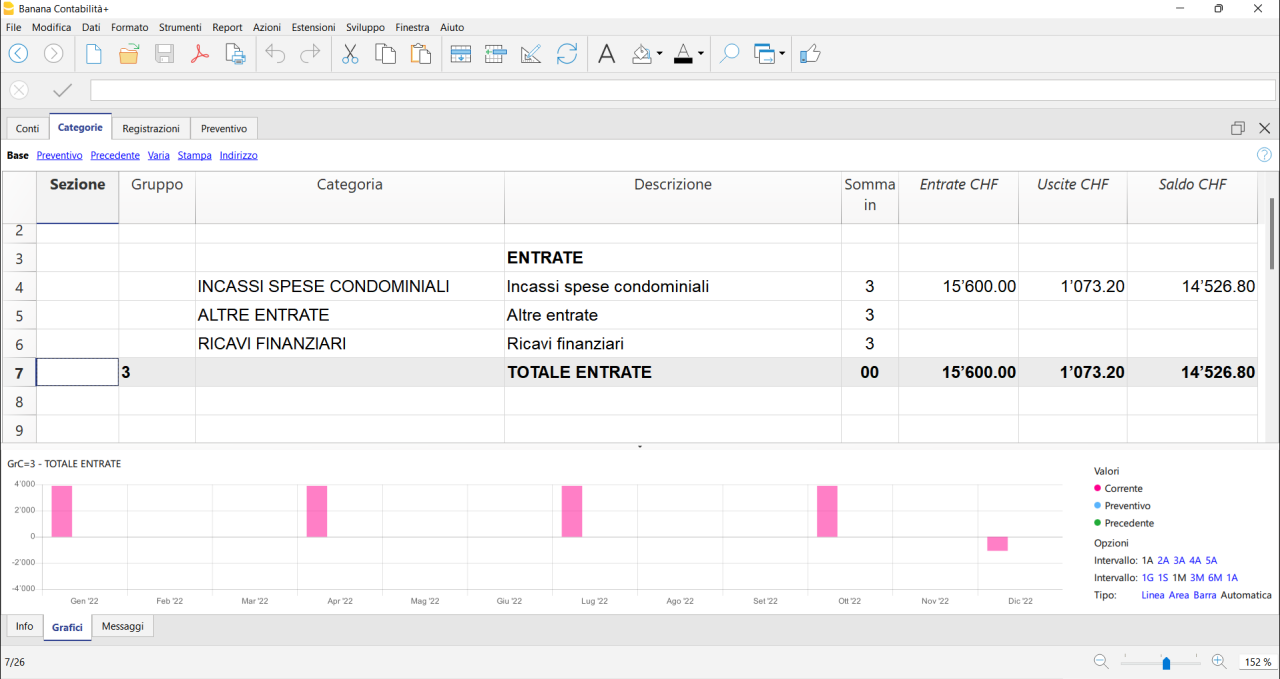 Banana Contabilità+
File Modifica Dati Formato Strumenti Report Azioni Estensioni Sviluppo Finestra Aiuto
Conti Categorie Registrazioni Preventivo
Base Preventivo Precedente Varia Stampa Indirizzo
Sezione Gruppo Categoria Descrizione Somma in Entrate CHF Uscite CHF Saldo CHF
2
3 ENTRATE
4 INCASSI SPESE CONDOMINIALI Incassi spese condominiali 3 15’600.00 1’073.20 14’526.80
5 ALTRE ENTRATE Altre entrate 3
6 RICAVI FINANZIARI Ricavi finanziari 3
7 3 TOTALE ENTRATE 00 15’600.00 1’073.20 14’526.80
8
9
GrC=3 - TOTALE ENTRATE
4’000
2’000
0
-2’000
-4’000
Gen '22 Feb '22 Mar '22 Apr '22 Mag '22 Giu '22 Lug '22 Ago '22 Set '22 Ott '22 Nov '22 Dic '22
Valori
Corrente
Preventivo
Precedente
Opzioni
Intervallo: 1A 2A 3A 4A 5A
Intervallo: 1G 1S 1M 3M 6M 1A
Tipo: Linea Area Barra Automatica
Info Grafici Messaggi
7/26
152 %